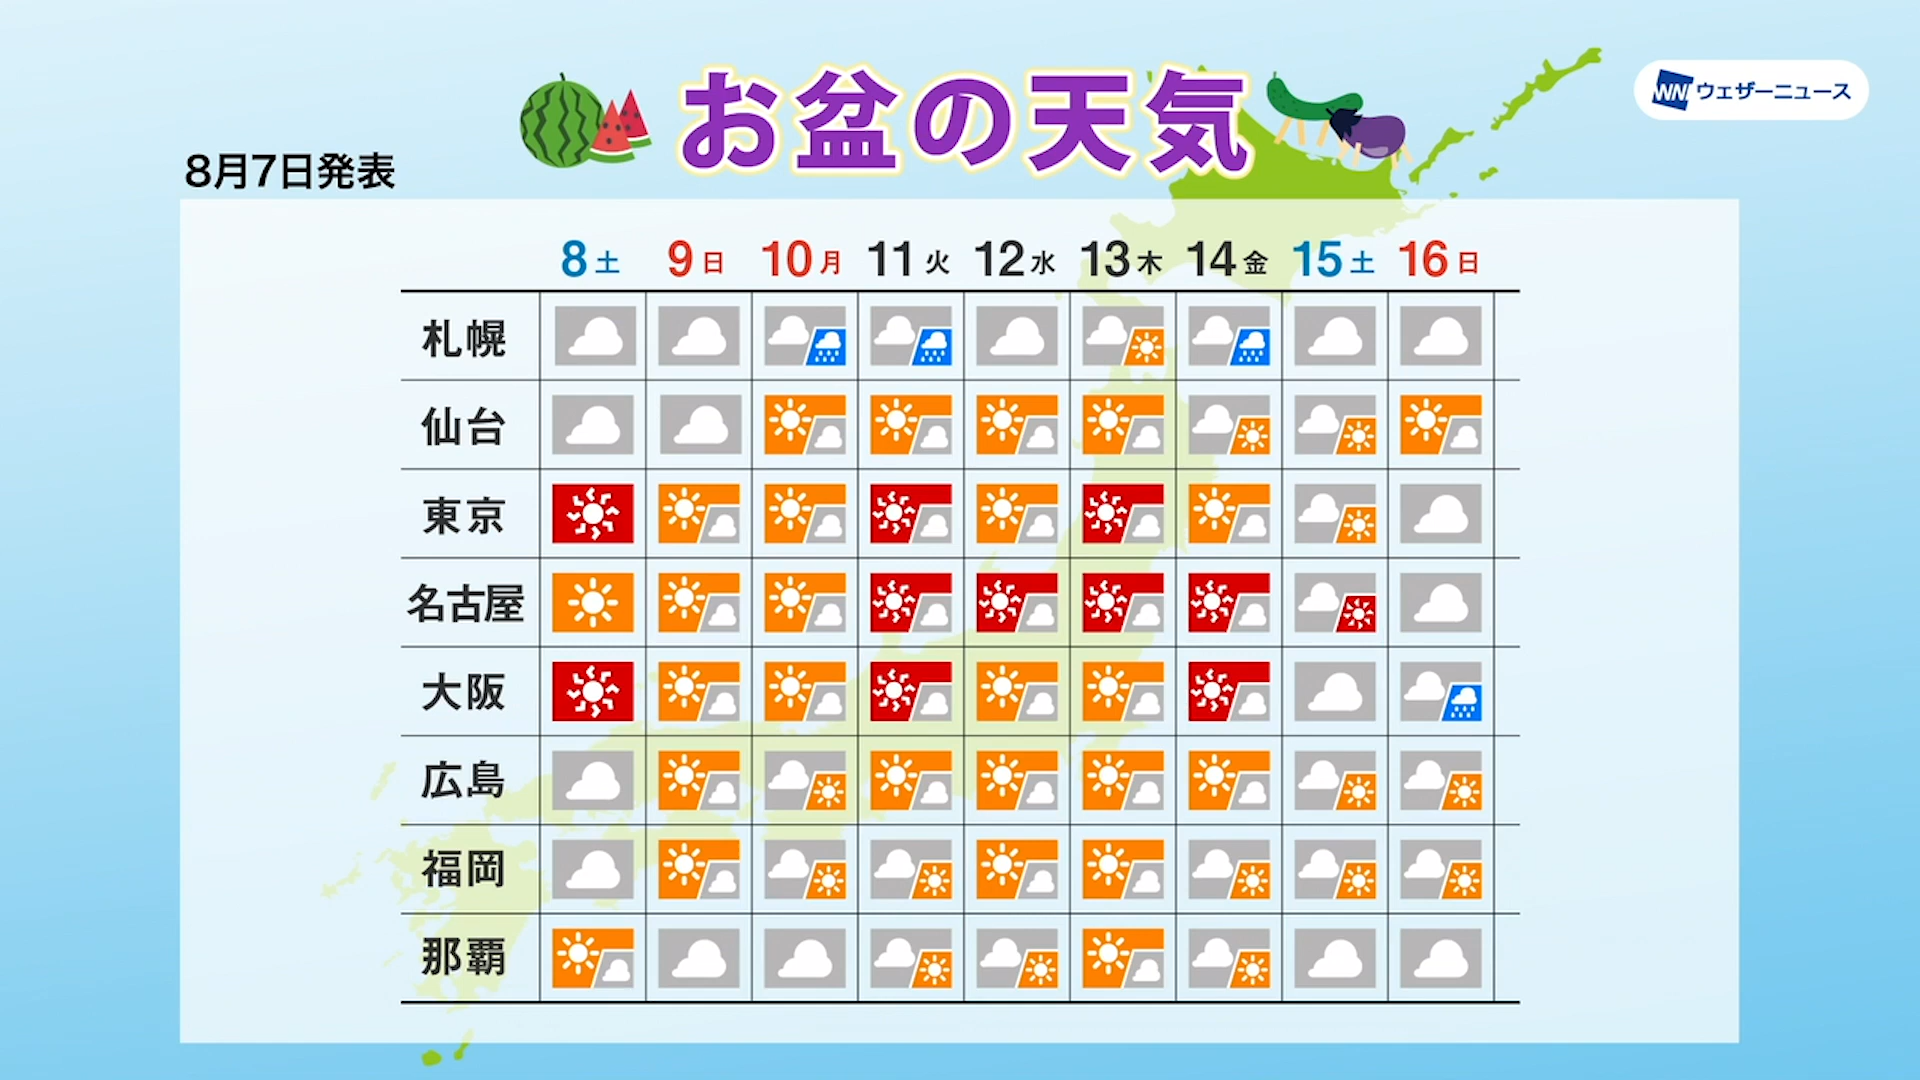 お盆の天気
WNウェザーニュース
8月7日発表
8土 9日 10月 11火 12水 13木 14金 15土 16日
札幌
仙台
東京
名古屋
大阪
広島
福岡
那覇